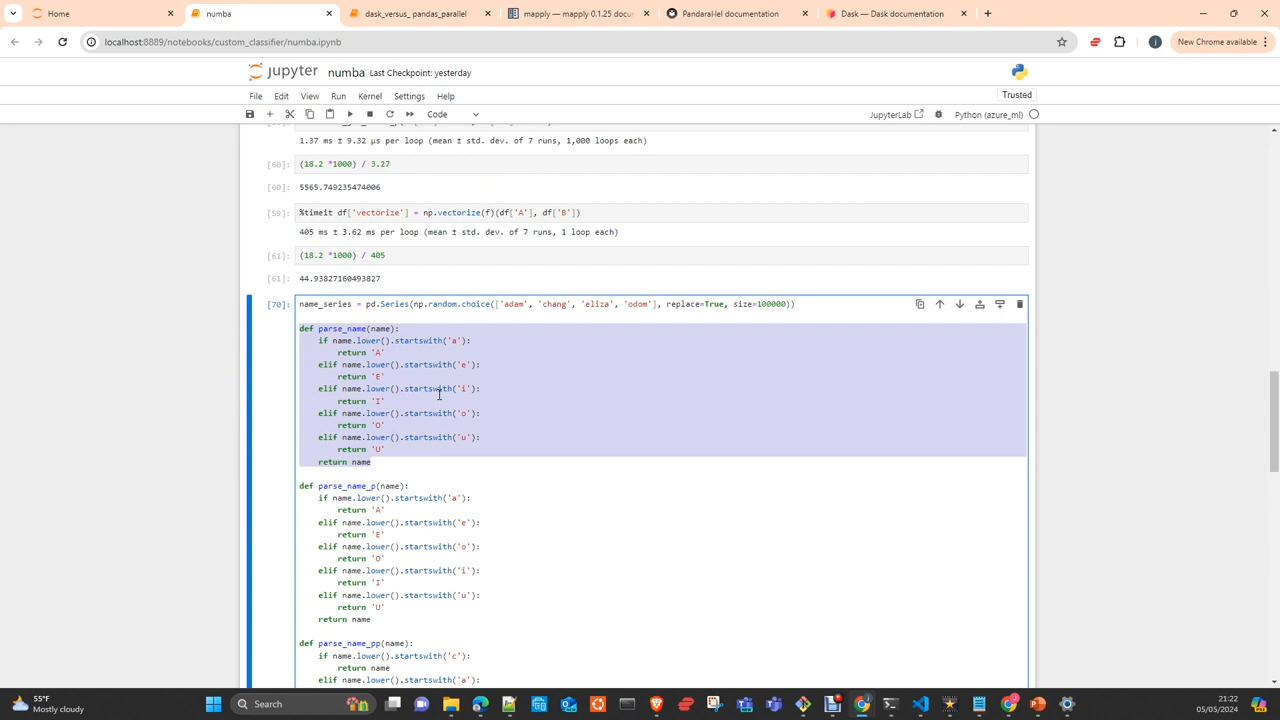 Home
numba
dask_versus_ pandas_parallel
mapply — mapply 0.1.25 docu
Pandaral·lel documentation
Dask — Dask documentation
localhost:8889/notebooks/custom_classifier/numba.ipynb
New Chrome available
jupyter numba Last Checkpoint: yesterday
File Edit View Run Kernel Settings Help
Trusted
Code
JupyterLab
Python (azure_ml)
1.37 ms ± 9.32 µs per loop (mean ± std. dev. of 7 runs, 1,000 loops each)
[60]: (18.2 *1000) / 3.27
[60]: 5565.749235474006
[59]: %timeit df['vectorize'] = np.vectorize(f)(df['A'], df['B'])
405 ms ± 3.62 ms per loop (mean ± std. dev. of 7 runs, 1 loop each)
[61]: (18.2 *1000) / 405
[61]: 44.93827160493827
[70]: name_series = pd.Series(np.random.choice(['adam', 'chang', 'eliza', 'odom'], replace=True, size=100000))
def parse_name(name):
if name.lower().startswith('a'):
return 'A'
elif name.lower().startswith('e'):
return 'E'
elif name.lower().startswith('i'):
return 'I'
elif name.lower().startswith('o'):
return 'O'
elif name.lower().startswith('u'):
return 'U'
return name
def parse_name_p(name):
if name.lower().startswith('a'):
return 'A'
elif name.lower().startswith('e'):
return 'E'
elif name.lower().startswith('o'):
return 'O'
elif name.lower().startswith('i'):
return 'I'
elif name.lower().startswith('u'):
return 'U'
return name
def parse_name_pp(name):
if name.lower().startswith('c'):
return name
elif name.lower().startswith('a'):
55°F
Mostly cloudy
Search
21:22
05/05/2024